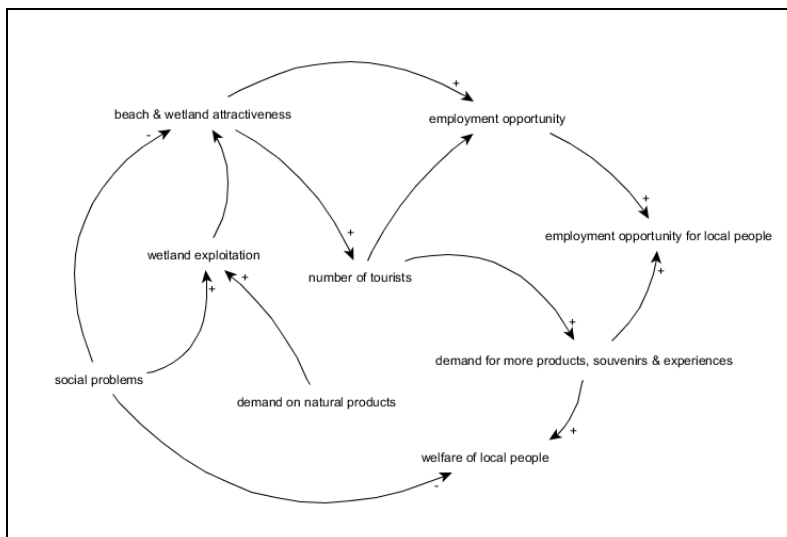 +
beach & wetland attractiveness
employment opportunity
-
+
+
employment opportunity for local people
wetland exploitation
+
+
number of tourists
+
+
+
demand for more products, souvenirs & experiences
social problems
demand on natural products
+
welfare of local people
-